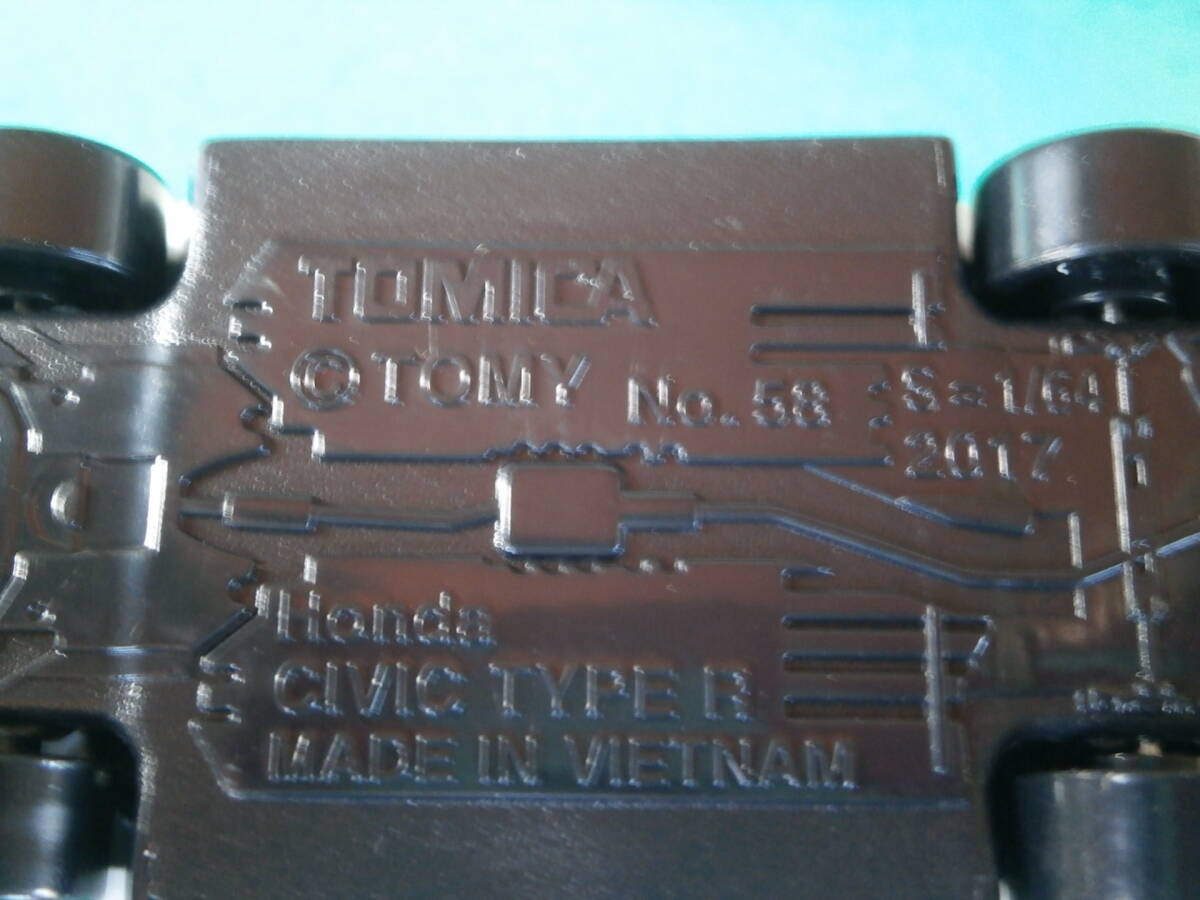 TOMICA
© TOMY No.58 S=1/64
2017
Honda
CIVIC TYPE R
MADE IN VIETNAM